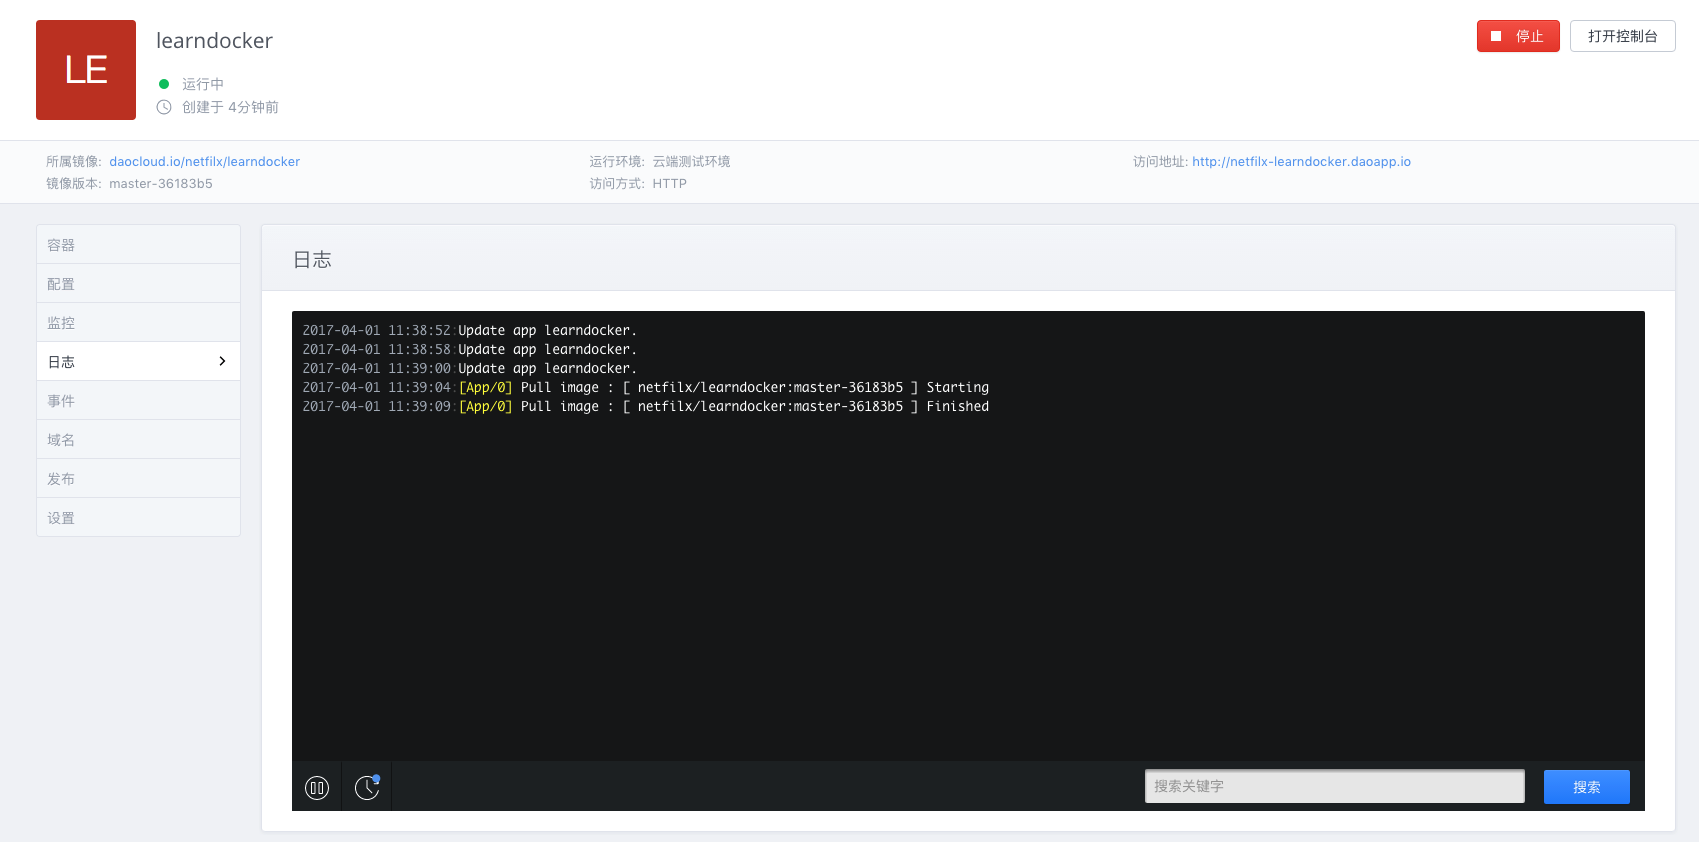 LE
learndocker
运行中
创建于 4分钟前
停止
打开控制台
所属镜像: daocloud.io/netfilx/learndocker
镜像版本: master-36183b5
运行环境: 云端测试环境
访问方式: HTTP
访问地址: http://netfilx-learndocker.daoapp.io
容器
配置
监控
日志
事件
域名
发布
设置
日志
2017-04-01 11:38:52:Update app learndocker.
2017-04-01 11:38:58:Update app learndocker.
2017-04-01 11:39:00:Update app learndocker.
2017-04-01 11:39:04:[App/0] Pull image : [ netfilx/learndocker:master-36183b5 ] Starting
2017-04-01 11:39:09:[App/0] Pull image : [ netfilx/learndocker:master-36183b5 ] Finished
搜索关键字
搜索